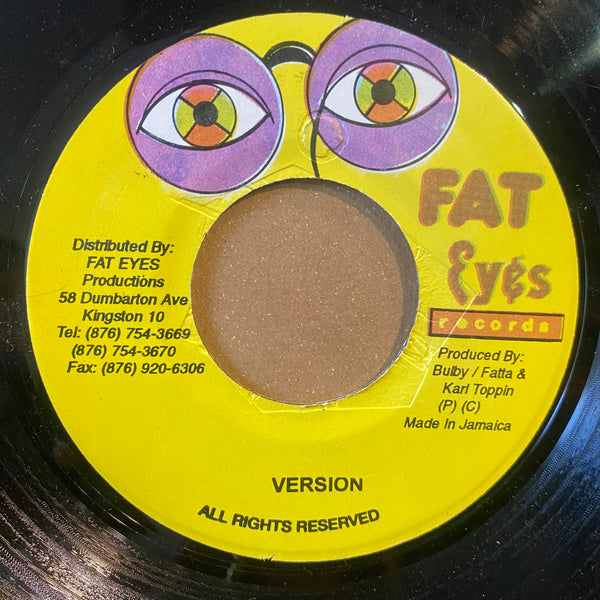 FAT
Eyes
records
Distributed By:
FAT EYES
Productions
58 Dumbarton Ave
Kingston 10
Tel: (876) 754-3669
(876) 754-3670
Fax: (876) 920-6306
Produced By:
Bulby / Fatta &
Karl Toppin
(P) (C)
Made In Jamaica
VERSION
ALL RIGHTS RESERVED